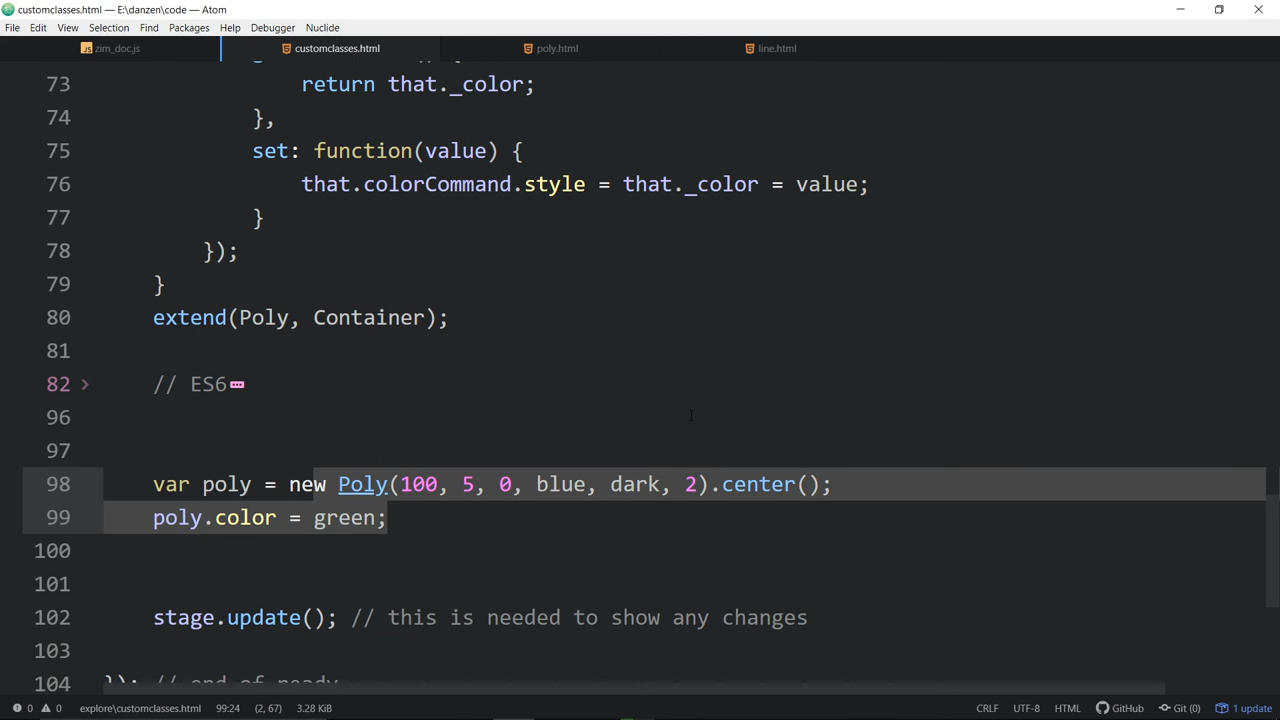 customclasses.html — E:\danzen\code — Atom
File Edit View Selection Find Packages Help Debugger Nuclide
zim_doc.js customclasses.html poly.html line.html
73 return that._color;
74 },
75 set: function(value) {
76 that.colorCommand.style = that._color = value;
77 }
78 });
79 }
80 extend(Poly, Container);
81
82 // ES6
96
97
98 var poly = new Poly(100, 5, 0, blue, dark, 2).center();
99 poly.color = green;
100
101
102 stage.update(); // this is needed to show any changes
103
104 }); // end of ready
0 0 explore\customclasses.html 99:24 (2, 67) 3.28 KiB CRLF UTF-8 HTML GitHub Git (0) 1 update